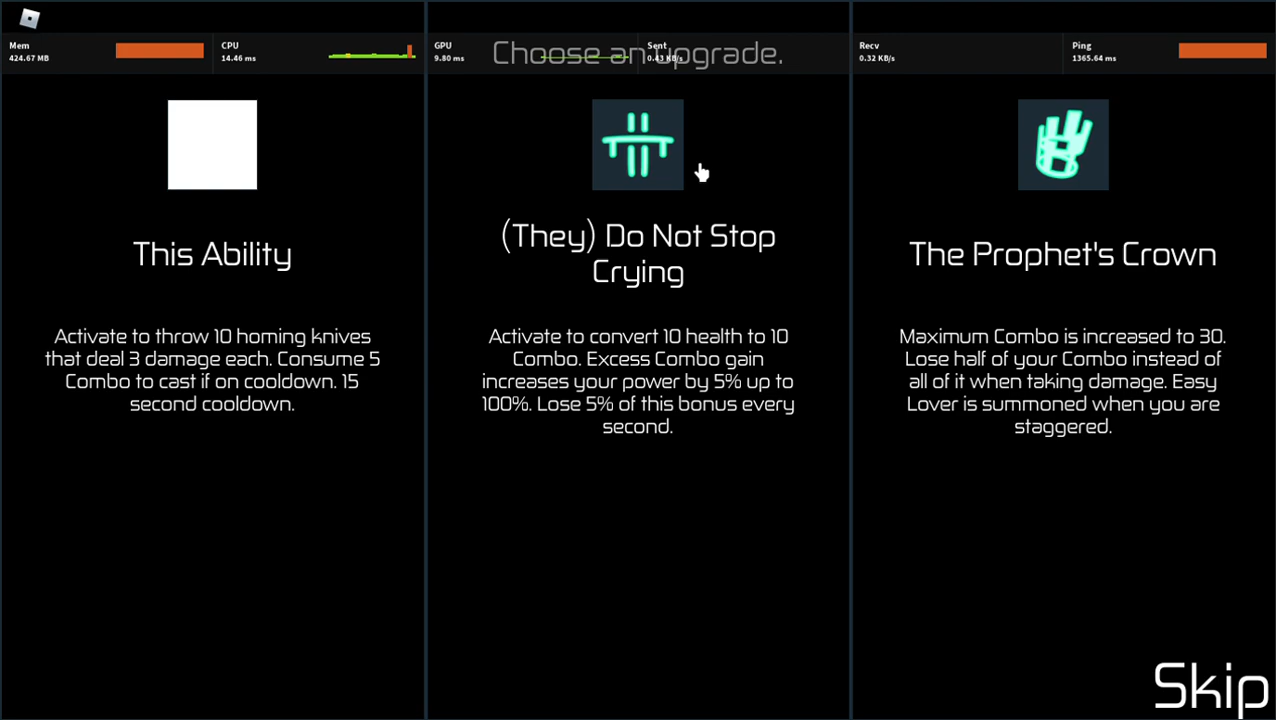 Mem
424.67 MB
CPU
14.46 ms
GPU
9.80 ms
Sent
0.43 KB/s
Recv
0.32 KB/s
Ping
1365.64 ms
Choose an upgrade.
This Ability
Activate to throw 10 homing knives
that deal 3 damage each. Consume 5
Combo to cast if on cooldown. 15
second cooldown.
(They) Do Not Stop
Crying
Activate to convert 10 health to 10
Combo. Excess Combo gain
increases your power by 5% up to
100%. Lose 5% of this bonus every
second.
The Prophet's Crown
Maximum Combo is increased to 30.
Lose half of your Combo instead of
all of it when taking damage. Easy
Lover is summoned when you are
staggered.
Skip